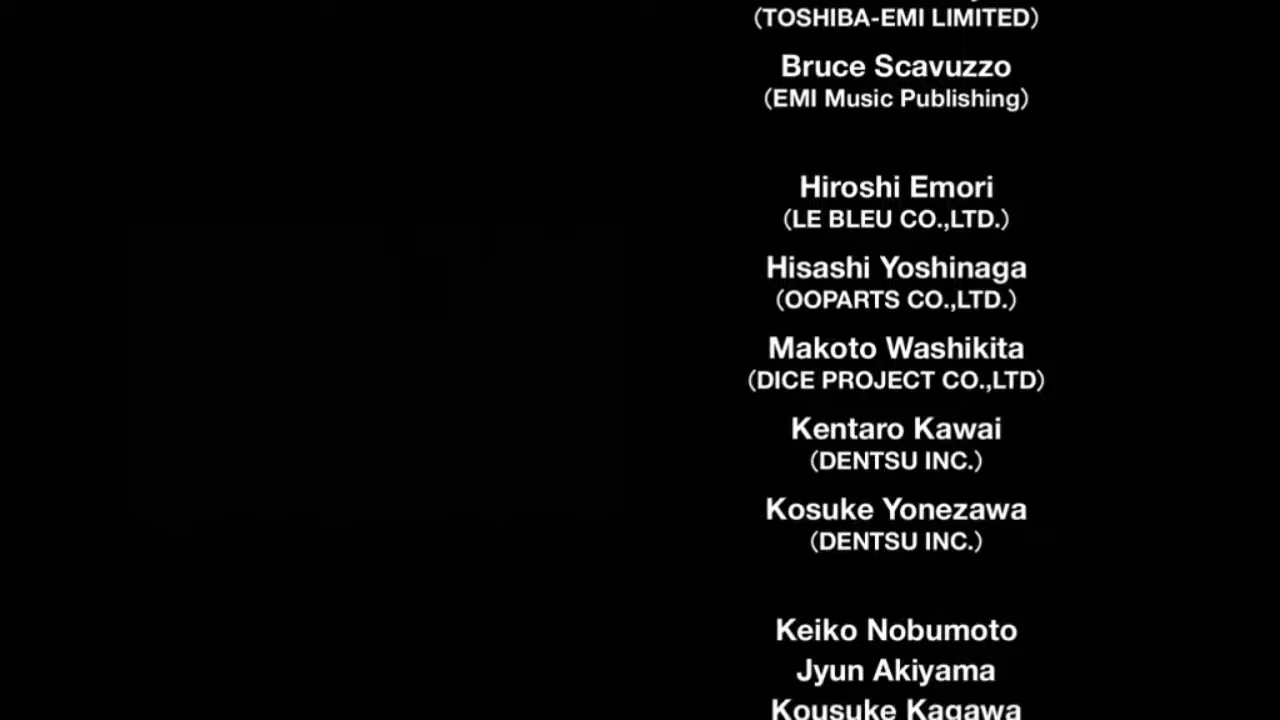 (TOSHIBA-EMI LIMITED)
Bruce Scavuzzo
(EMI Music Publishing)
Hiroshi Emori
(LE BLEU CO.,LTD.)
Hisashi Yoshinaga
(OOPARTS CO.,LTD.)
Makoto Washikita
(DICE PROJECT CO.,LTD)
Kentaro Kawai
(DENTSU INC.)
Kosuke Yonezawa
(DENTSU INC.)
Keiko Nobumoto
Jyun Akiyama
Kousuke Kagawa